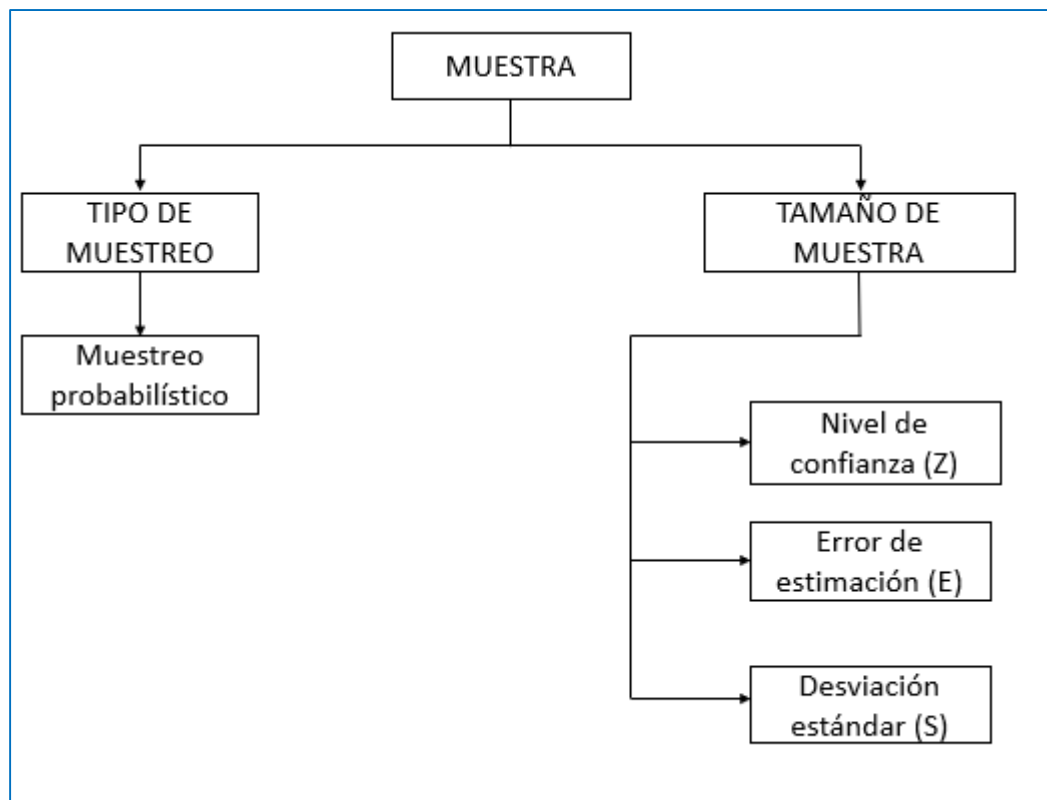 MUESTRA
TIPO DE
MUESTREO
Muestreo
probabilístico
TAMAÑO DE
MUESTRA
Nivel de
confianza (Z)
Error de
estimación (E)
Desviación
estándar (S)